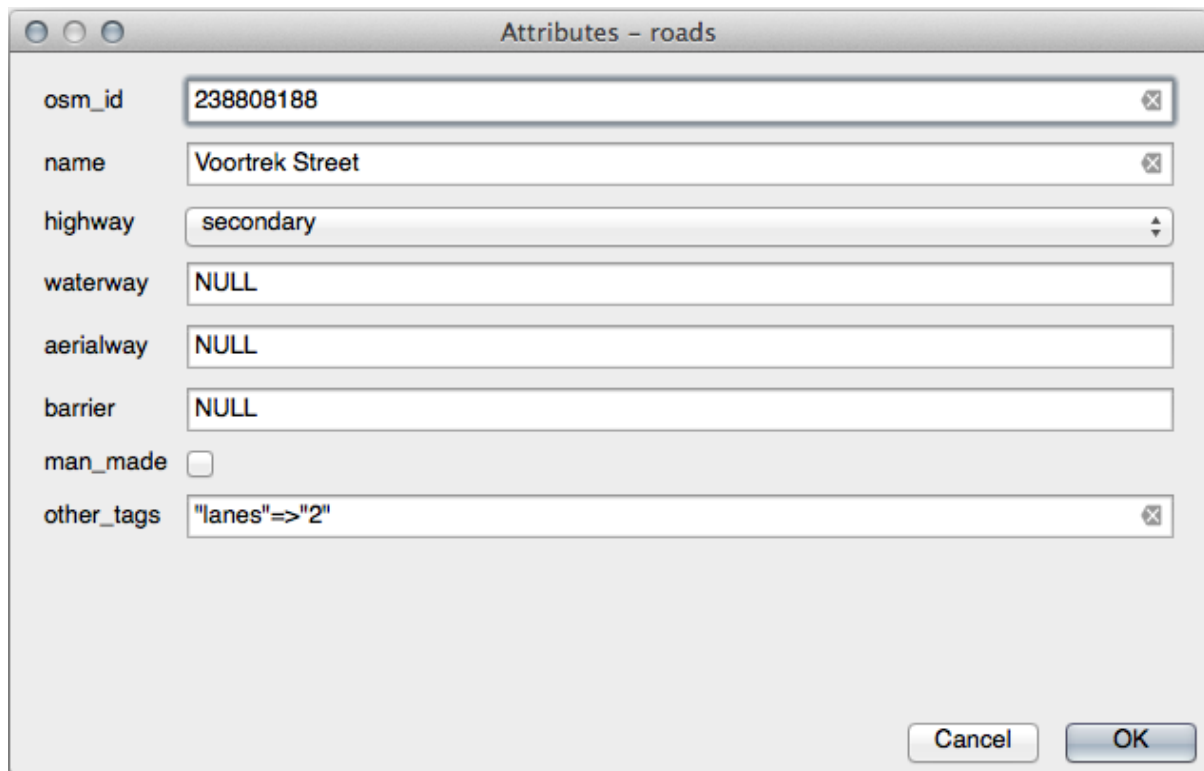 Attributes – roads
osm_id 238808188
name Voortrek Street
highway secondary
waterway NULL
aerialway NULL
barrier NULL
man_made
other_tags "lanes"=>"2"
Cancel OK